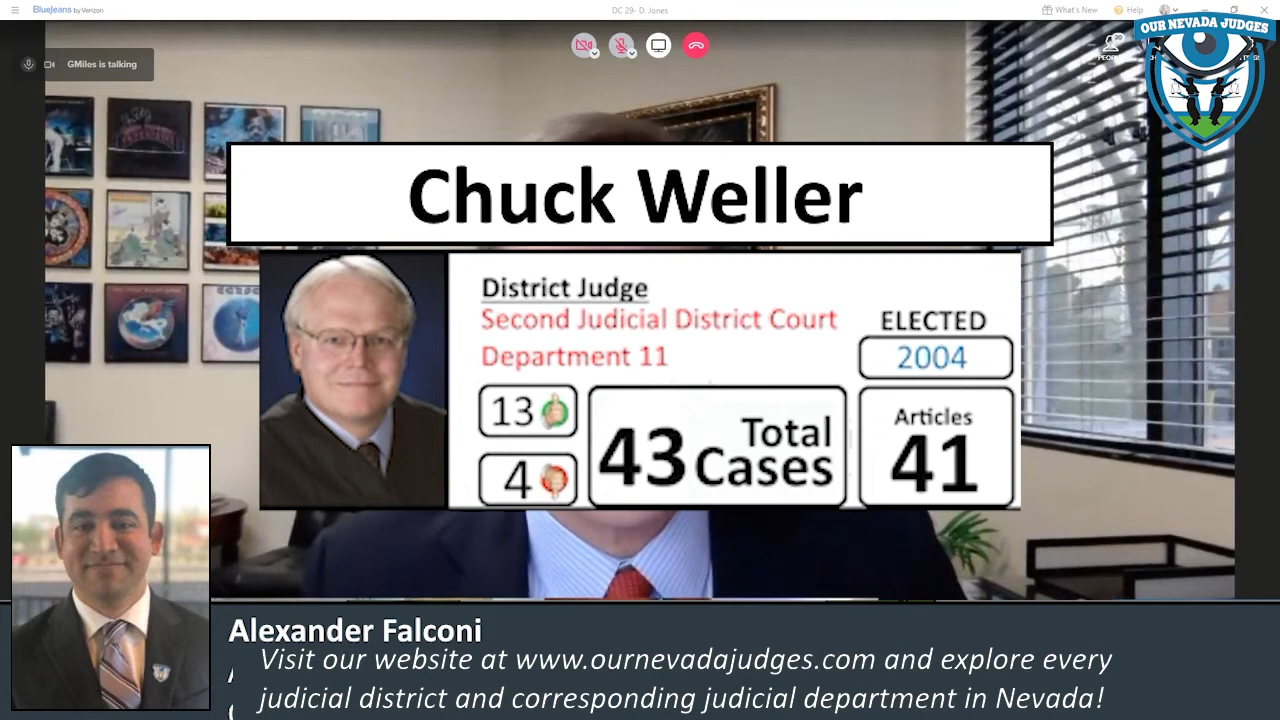 BlueJeans by Verizon
DC 29- D. Jones
What's New
Help
OUR NEVADA JUDGES
GMiles is talking
20
Chuck Weller
District Judge
Second Judicial District Court
Department 11
ELECTED
2004
13
4
43 Total Cases
Articles
41
KANSAS
Alexander Falconi
Visit our website at www.ournevadajudges.com and explore every
judicial district and corresponding judicial department in Nevada!